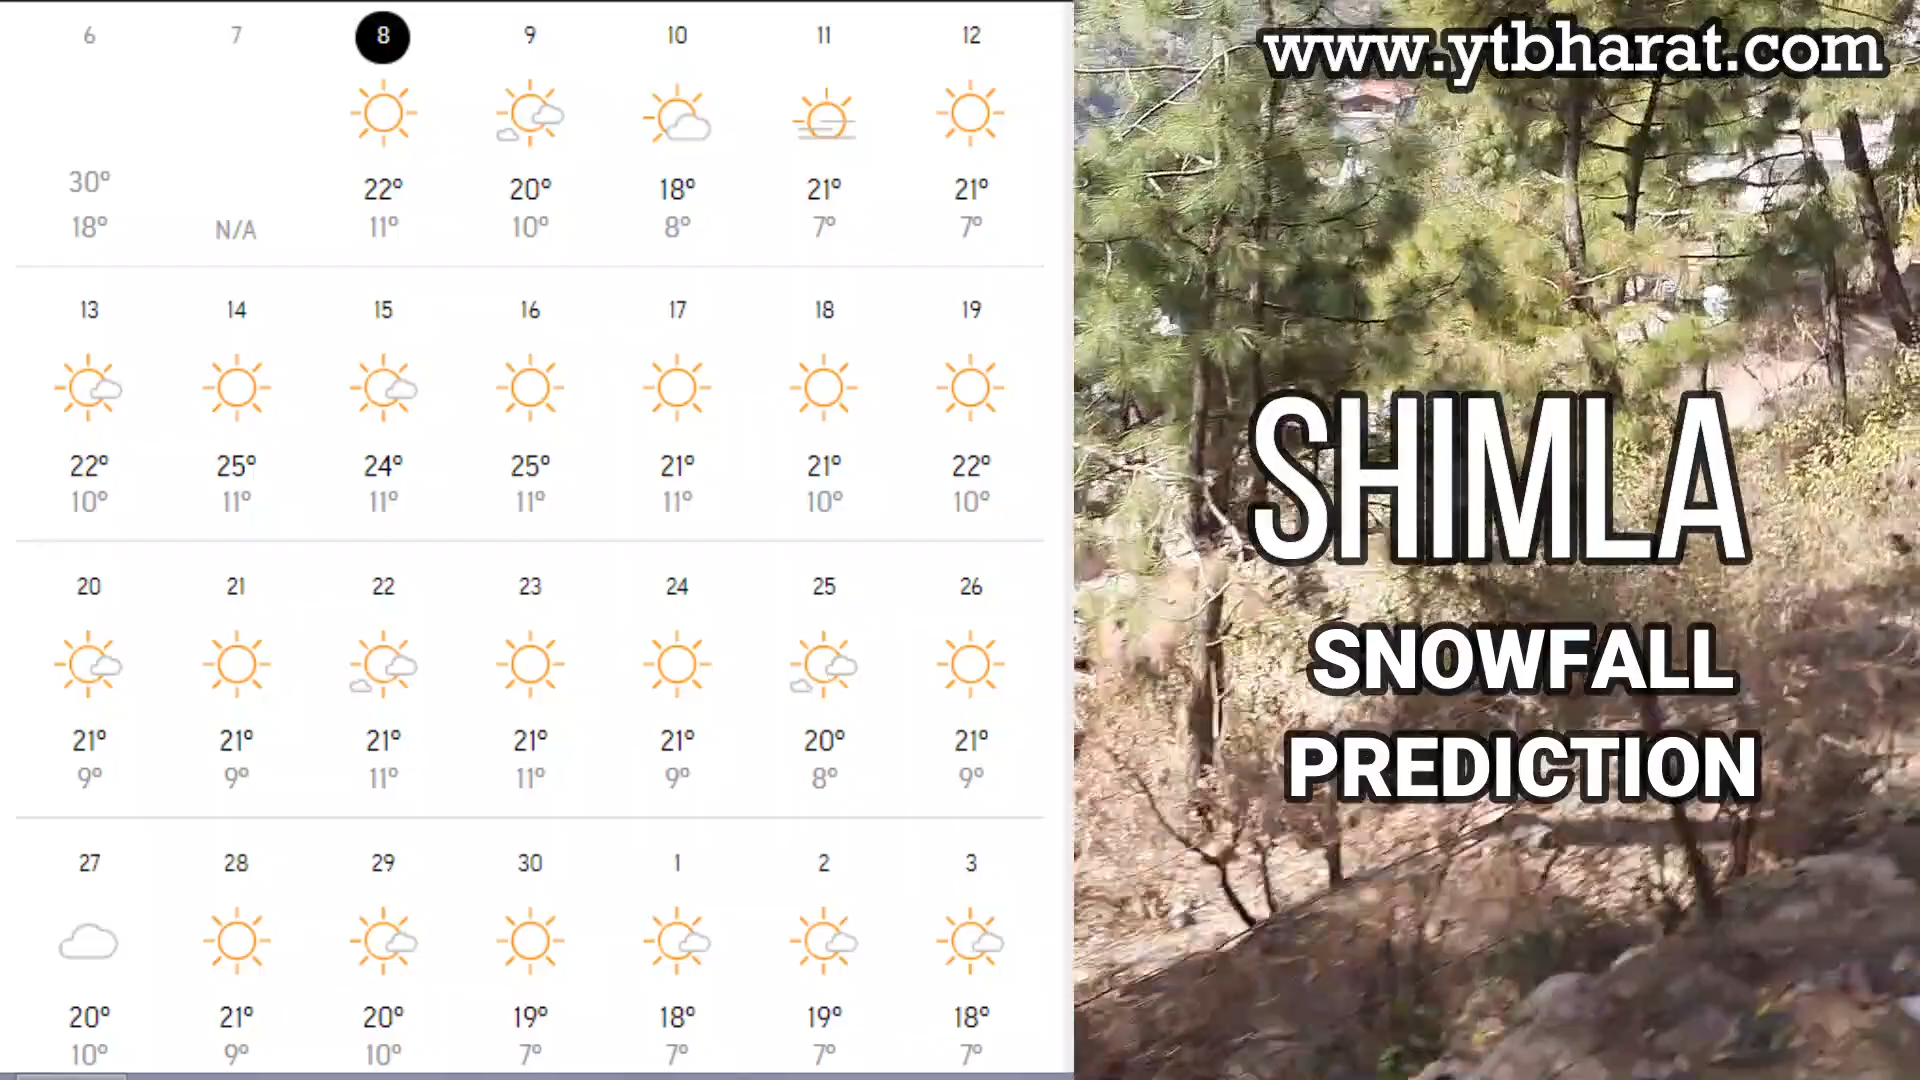 6 7 8 9 10 11 12
30° 22° 20° 18° 21° 21°
18° N/A 11° 10° 8° 7° 7°
13 14 15 16 17 18 19
22° 25° 24° 25° 21° 21° 22°
10° 11° 11° 11° 11° 10° 10°
20 21 22 23 24 25 26
21° 21° 21° 21° 21° 20° 21°
9° 9° 11° 11° 9° 8° 9°
27 28 29 30 1 2 3
20° 21° 20° 19° 18° 19° 18°
10° 9° 10° 7° 7° 7° 7°
www.ytbharat.com
SHIMLA
SNOWFALL
PREDICTION